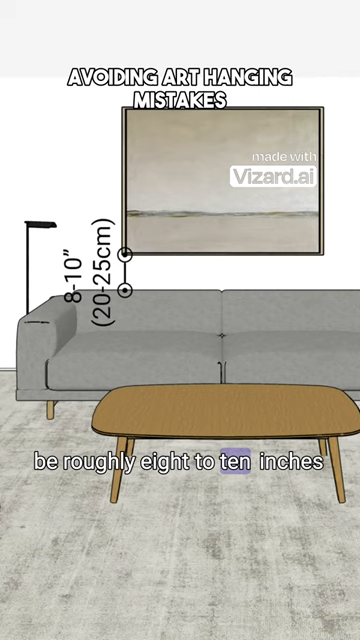 AVOIDING ART HANGING
MISTAKES
made with
Vizard.ai
8-10”
(20-25cm)
be roughly eight to ten inches